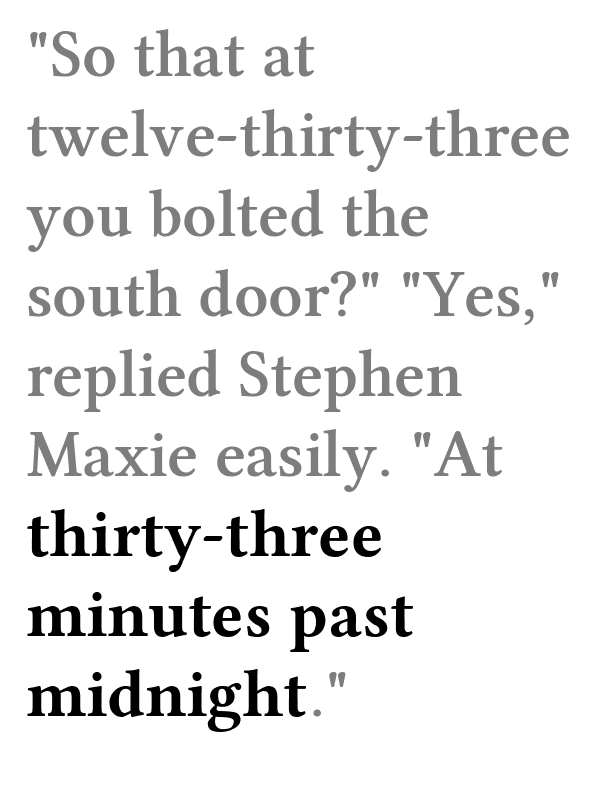 "So that at
twelve-thirty-three
you bolted the
south door?" "Yes,"
replied Stephen
Maxie easily. "At
thirty-three
minutes past
midnight."